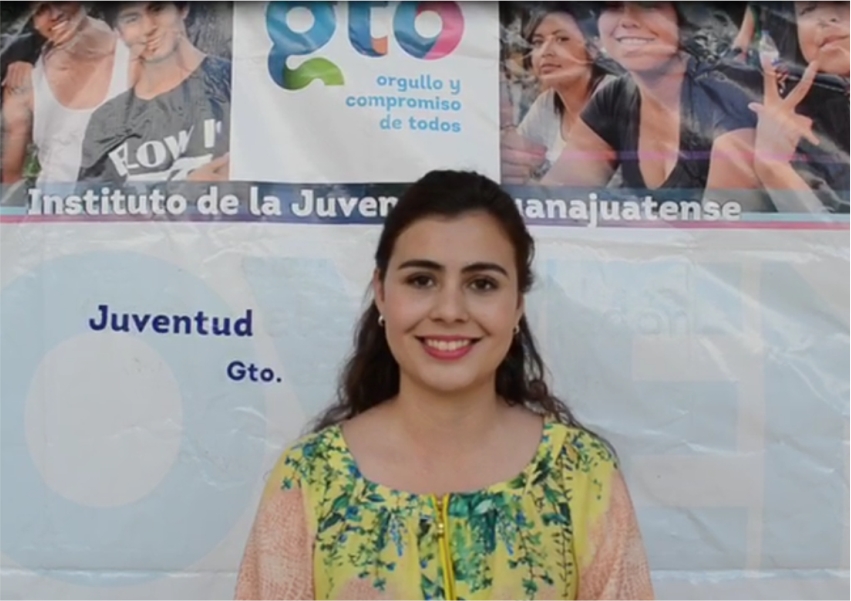 gto
orgullo y
compromiso
de todos
Instituto de la Juven uanajuatense
Juventud
Gto.